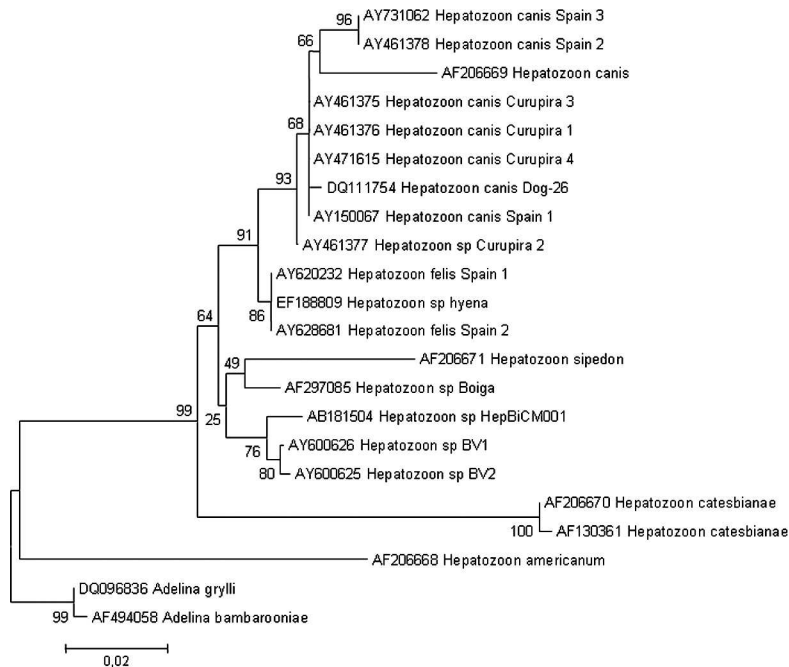 96
AY731062 Hepatozoon canis Spain 3
AY461378 Hepatozoon canis Spain 2
66
AF206669 Hepatozoon canis
AY461375 Hepatozoon canis Curupira 3
68
AY461376 Hepatozoon canis Curupira 1
AY471615 Hepatozoon canis Curupira 4
93
DQ111754 Hepatozoon canis Dog-26
AY150067 Hepatozoon canis Spain 1
91
AY461377 Hepatozoon sp Curupira 2
AY620232 Hepatozoon felis Spain 1
EF188809 Hepatozoon sp hyena
86
AY628681 Hepatozoon felis Spain 2
64
49
AF206671 Hepatozoon sipedon
AF297085 Hepatozoon sp Boiga
99
25
AB181504 Hepatozoon sp HepBiCM001
76
AY600626 Hepatozoon sp BV1
80
AY600625 Hepatozoon sp BV2
AF206670 Hepatozoon catesbianae
100
AF130361 Hepatozoon catesbianae
AF206668 Hepatozoon americanum
DQ096836 Adelina grylli
99
AF494058 Adelina bambarooniae
0,02